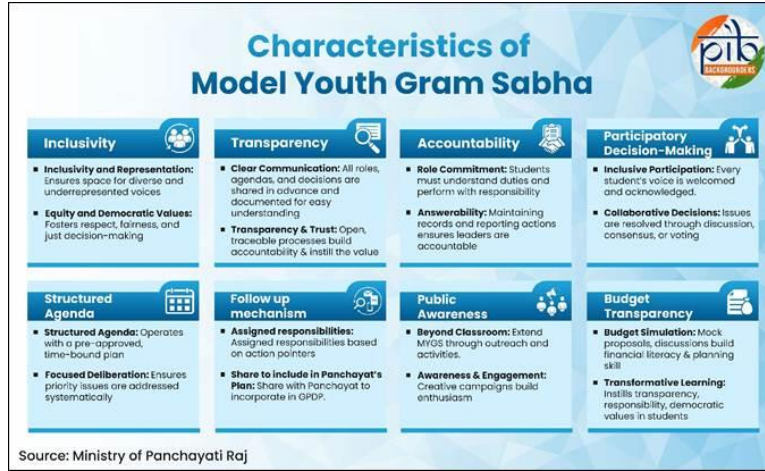 Characteristics of
Model Youth Gram Sabha
pib
BACKGROUNDERS
Inclusivity
▪ Inclusivity and Representation:
Ensures space for diverse and
underrepresented voices
▪ Equity and Democratic Values:
Fosters respect, fairness, and
just decision-making
Transparency
▪ Clear Communication: All roles,
agendas, and decisions are
shared in advance and
documented for easy
understanding
▪ Transparency & Trust: Open,
traceable processes build
accountability & instill the value
Accountability
▪ Role Commitment: Students
must understand duties and
perform with responsibility
▪ Answerability: Maintaining
records and reporting actions
ensures leaders are
accountable
Participatory
Decision-Making
▪ Inclusive Participation: Every
student's voice is welcomed
and acknowledged.
▪ Collaborative Decisions: Issues
are resolved through discussion,
consensus, or voting
Structured
Agenda
▪ Structured Agenda: Operates
with a pre-approved,
time-bound plan
▪ Focused Deliberation: Ensures
priority issues are addressed
systematically
Follow up
mechanism
▪ Assigned responsibilities:
Assigned responsibilities based
on action pointers
▪ Share to include in Panchayat's
Plan: Share with Panchayat to
incorporate in GPDP.
Public
Awareness
▪ Beyond Classroom: Extend
MYGS through outreach and
activities.
▪ Awareness & Engagement:
Creative campaigns build
enthusiasm
Budget
Transparency
▪ Budget Simulation: Mock
proposals, discussions build
financial literacy & planning
skill
▪ Transformative Learning:
Instills transparency,
responsibility, democratic
values in students
Source: Ministry of Panchayati Raj